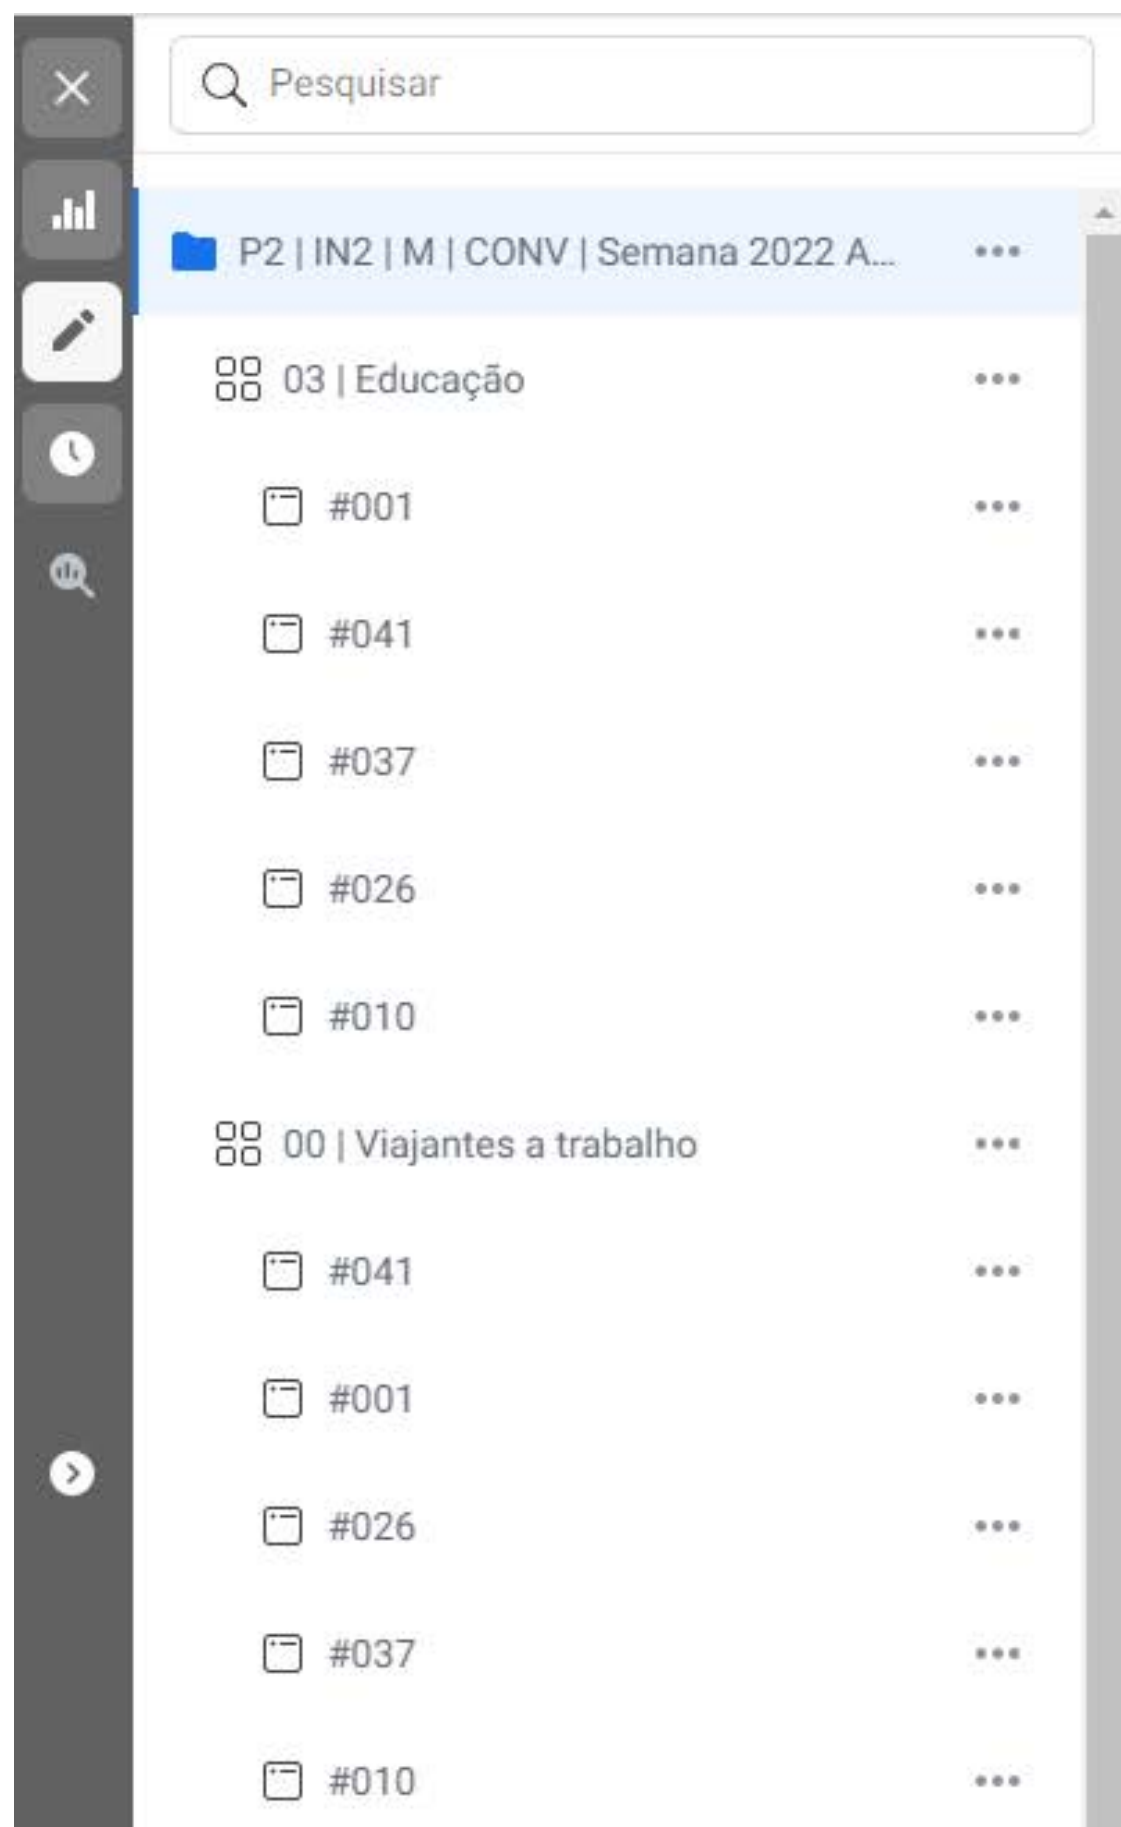 Pesquisar
P2 | IN2 | M | CONV | Semana 2022 A...
03 | Educação
#001
#041
#037
#026
#010
00 | Viajantes a trabalho
#041
#001
#026
#037
#010